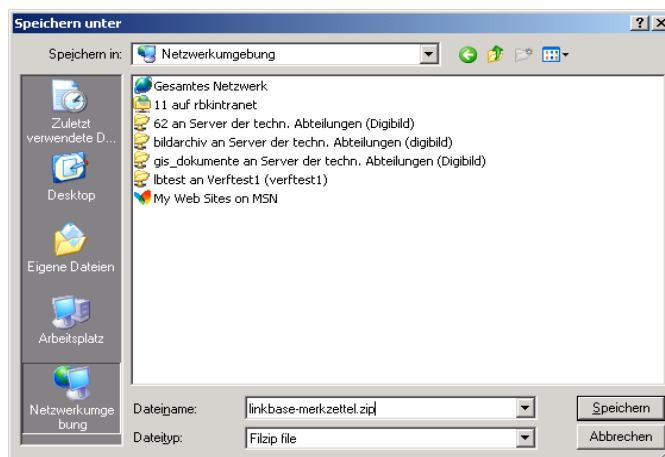 Speichern unter
Speichern in:
Netzwerkumgebung
Zuletzt
verwendete D...
Desktop
Eigene Dateien
Arbeitsplatz
Netzwerkumge
bung
Gesamtes Netzwerk
11 auf rbkintranet
62 an Server der techn. Abteilungen (Digibild)
bildarchiv an Server der techn. Abteilungen (digibild)
gis_dokumente an Server der techn. Abteilungen (Digibild)
lbtest an Verftest1 (verftest1)
My Web Sites on MSN
Dateiname:
linkbase-merkzettel.zip
Speichern
Dateityp:
Filzip file
Abbrechen